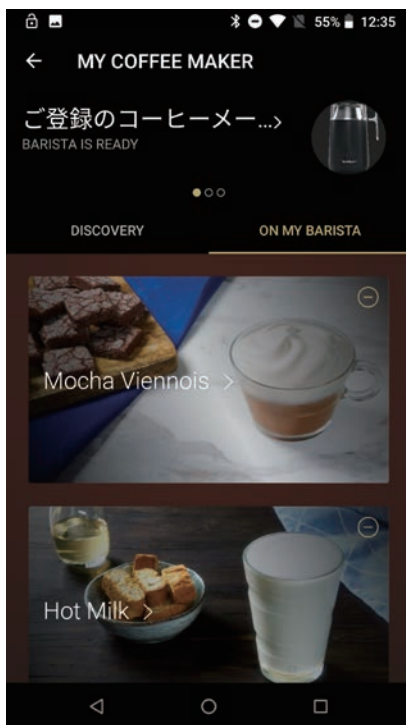 55% 12:35
MY COFFEE MAKER
ご登録のコーヒーメー...
BARISTA IS READY
DISCOVERY
ON MY BARISTA
Mocha Viennois
Hot Milk